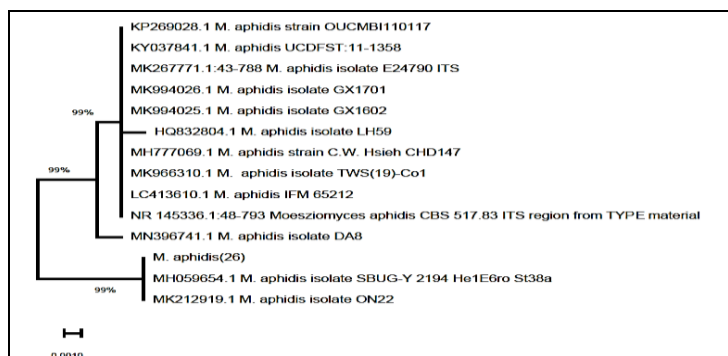 KP269028.1 M. aphidis strain OUCMBI110117
KY037841.1 M. aphidis UCDFST:11-1358
MK267771.1:43-788 M. aphidis isolate E24790 ITS
MK994026.1 M. aphidis isolate GX1701
99%
MK994025.1 M. aphidis isolate GX1602
HQ832804.1 M. aphidis isolate LH59
MH777069.1 M. aphidis strain C.W. Hsieh CHD147
99%
MK966310.1 M. aphidis isolate TWS(19)-Co1
LC413610.1 M. aphidis IFM 65212
NR 145336.1:48-793 Moesziomyces aphidis CBS 517.83 ITS region from TYPE material
MN396741.1 M. aphidis isolate DA8
M. aphidis(26)
MH059654.1 M. aphidis isolate SBUG-Y 2194 He1E6ro St38a
99%
MK212919.1 M. aphidis isolate ON22